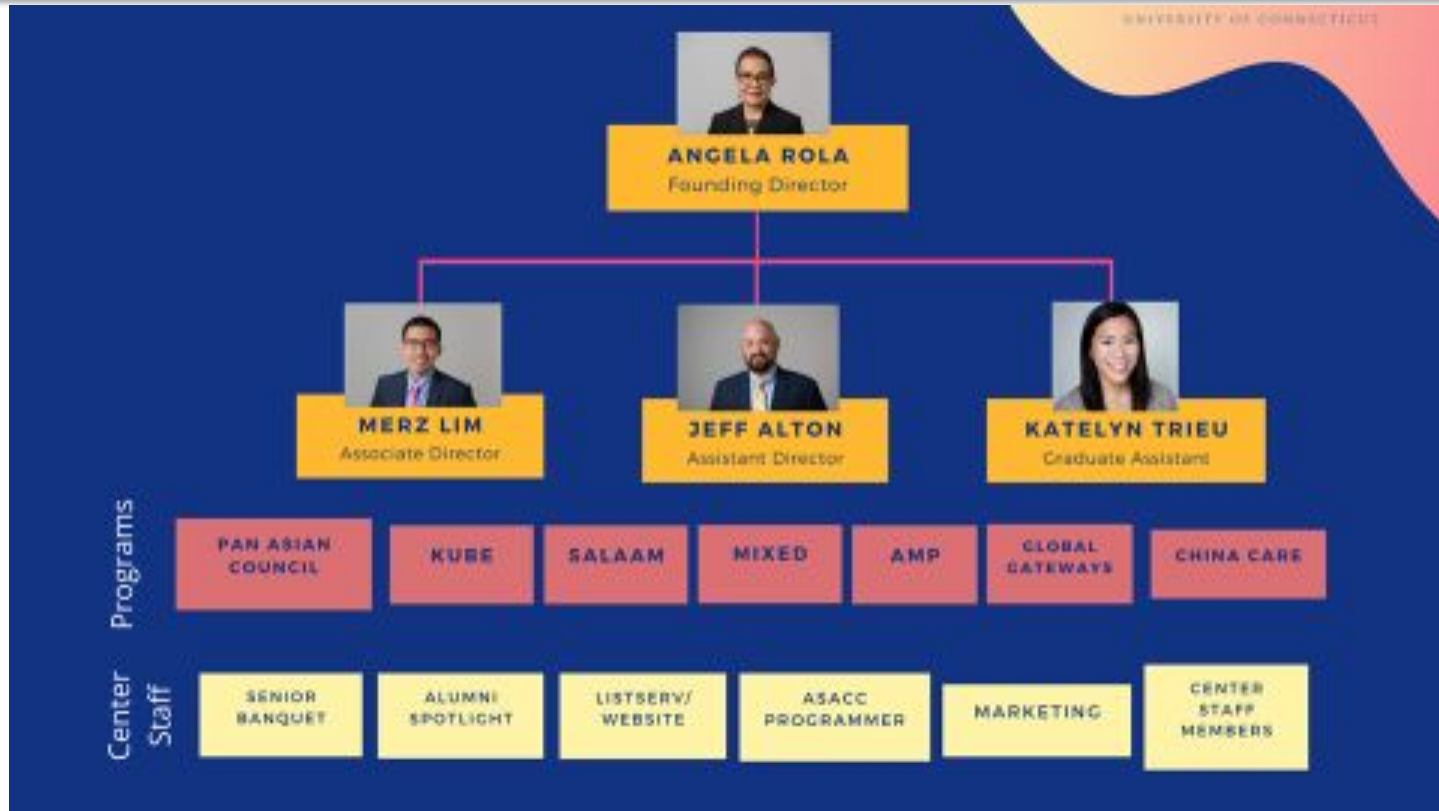 UNIVERSITY OF CONNECTICUT
ANGELA ROLA
Founding Director
MERZ LIM
Associate Director
JEFF ALTON
Assistant Director
KATELYN TRIEU
Graduate Assistant
Programs
PAN ASIAN
COUNCIL
KUBE
SALAAM
MIXED
AMP
GLOBAL
GATEWAYS
CHINA CARE
Center
Staff
SENIOR
BANQUET
ALUMNI
SPOTLIGHT
LISTSERV/
WEBSITE
ASACC
PROGRAMMER
MARKETING
CENTER
STAFF
MEMBERS